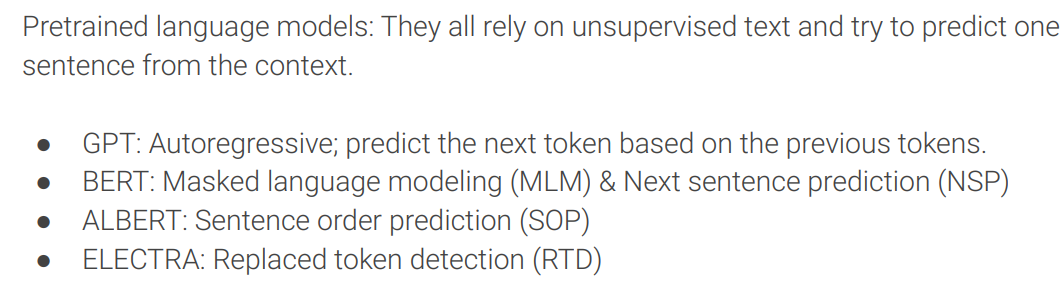 Pretrained language models: They all rely on unsupervised text and try to predict one
sentence from the context.
● GPT: Autoregressive; predict the next token based on the previous tokens.
● BERT: Masked language modeling (MLM) & Next sentence prediction (NSP)
● ALBERT: Sentence order prediction (SOP)
● ELECTRA: Replaced token detection (RTD)